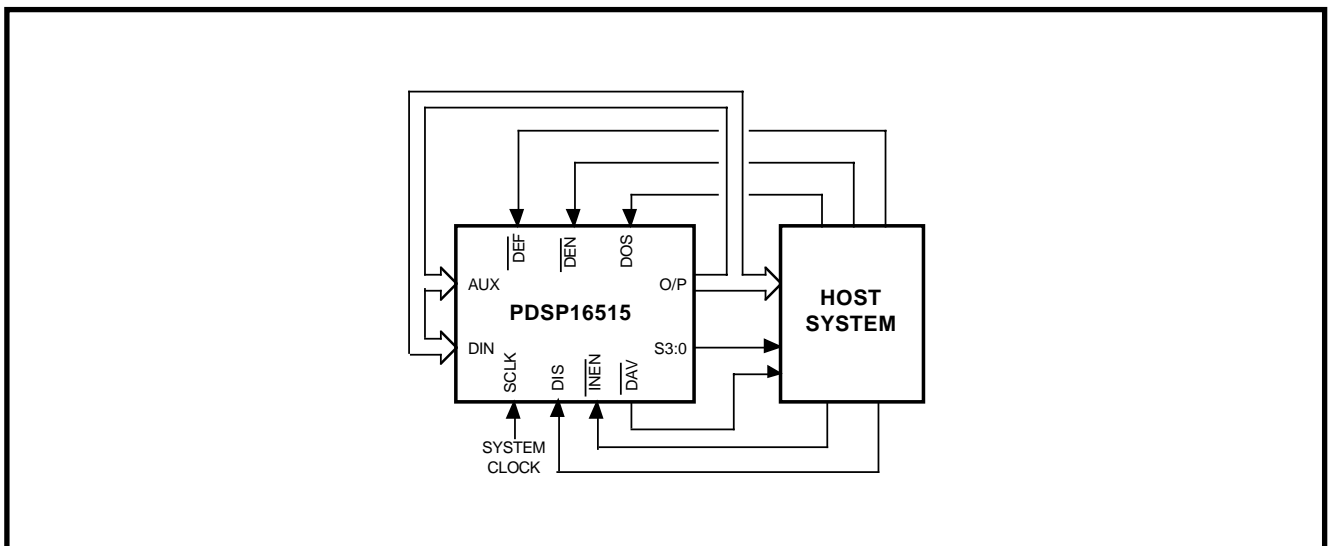 DEF
DEN
DOS
AUX
O/P
PDSP16515
HOST
SYSTEM
DIN
S3:0
SCLK
DIS
INEN
DAV
SYSTEM
CLOCK